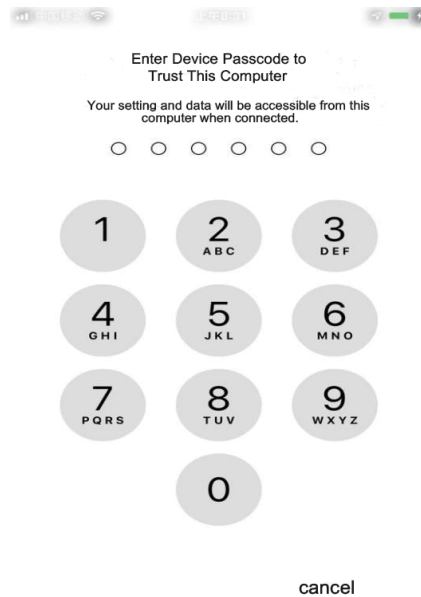 Enter Device Passcode to
Trust This Computer
Your setting and data will be accessible from this
computer when connected.
1
2
ABC
3
DEF
4
GHI
5
JKL
6
MNO
7
PQRS
8
TUV
9
WXYZ
0
cancel